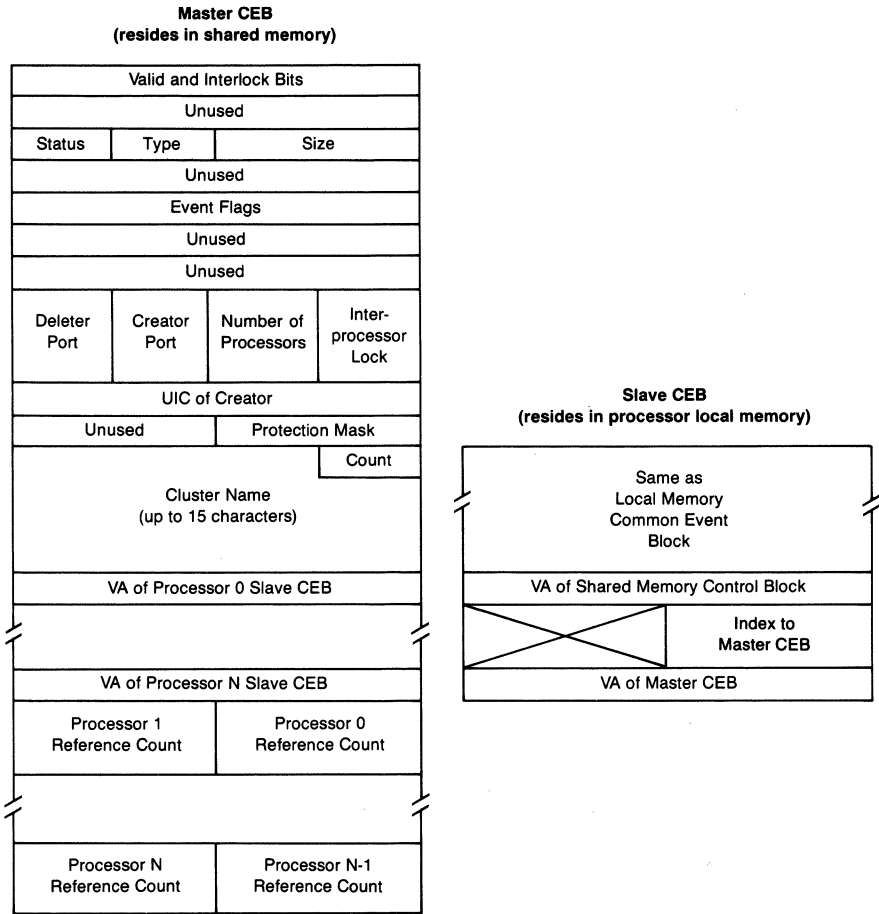 Master CEB
(resides in shared memory)
Valid and Interlock Bits
Unused
Status Type Size
Unused
Event Flags
Unused
Unused
Deleter
Port
Creator
Port
Number of
Processors
Inter-
processor
Lock
UIC of Creator
Unused Protection Mask
Count
Cluster Name
(up to 15 characters)
VA of Processor 0 Slave CEB
VA of Processor N Slave CEB
Processor 1
Reference Count
Processor 0
Reference Count
Processor N
Reference Count
Processor N-1
Reference Count
Slave CEB
(resides in processor local memory)
Same as
Local Memory
Common Event
Block
VA of Shared Memory Control Block
Index to
Master CEB
VA of Master CEB